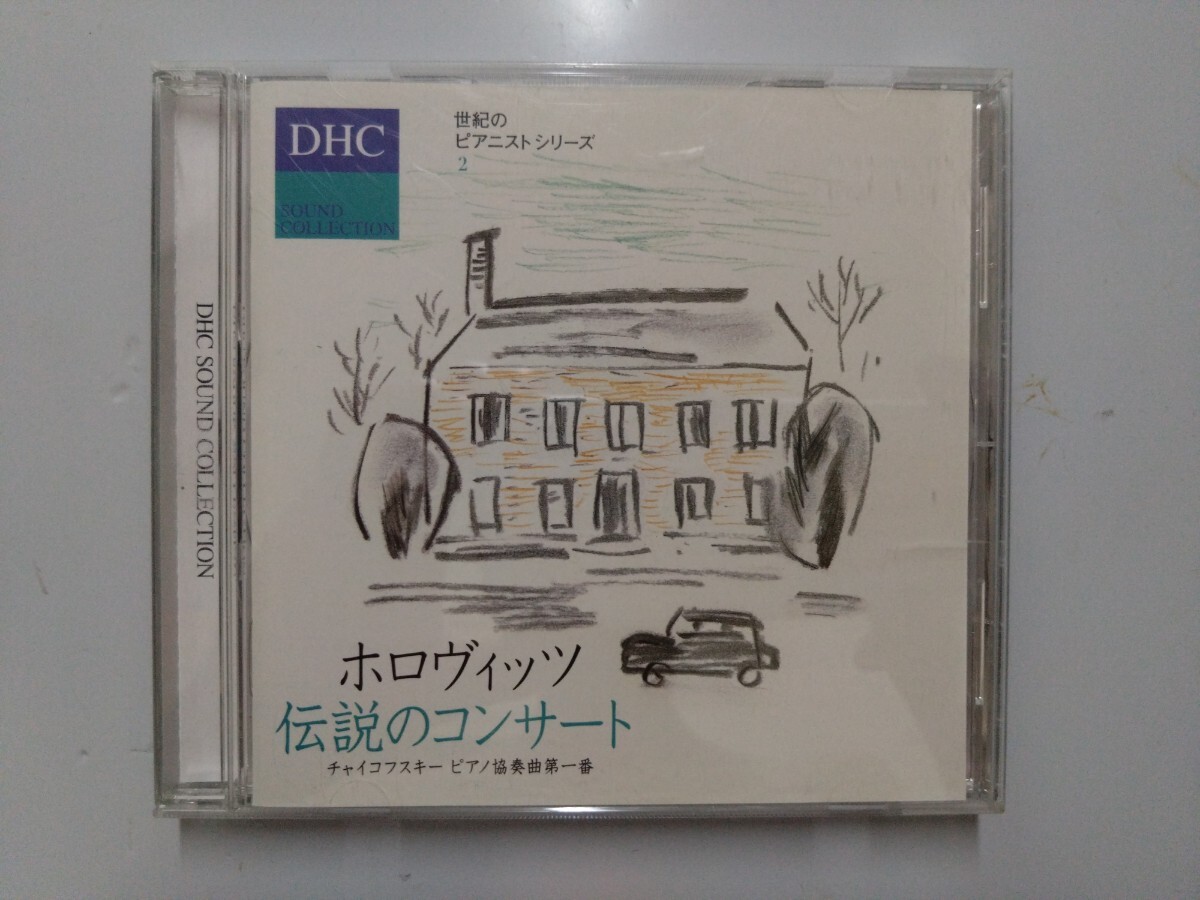 DHC
SOUND
COLLECTION
世紀の
ピアニストシリーズ
2
DHC SOUND COLLECTION
ホロヴィッツ
伝説のコンサート
チャイコフスキー ピアノ協奏曲第一番